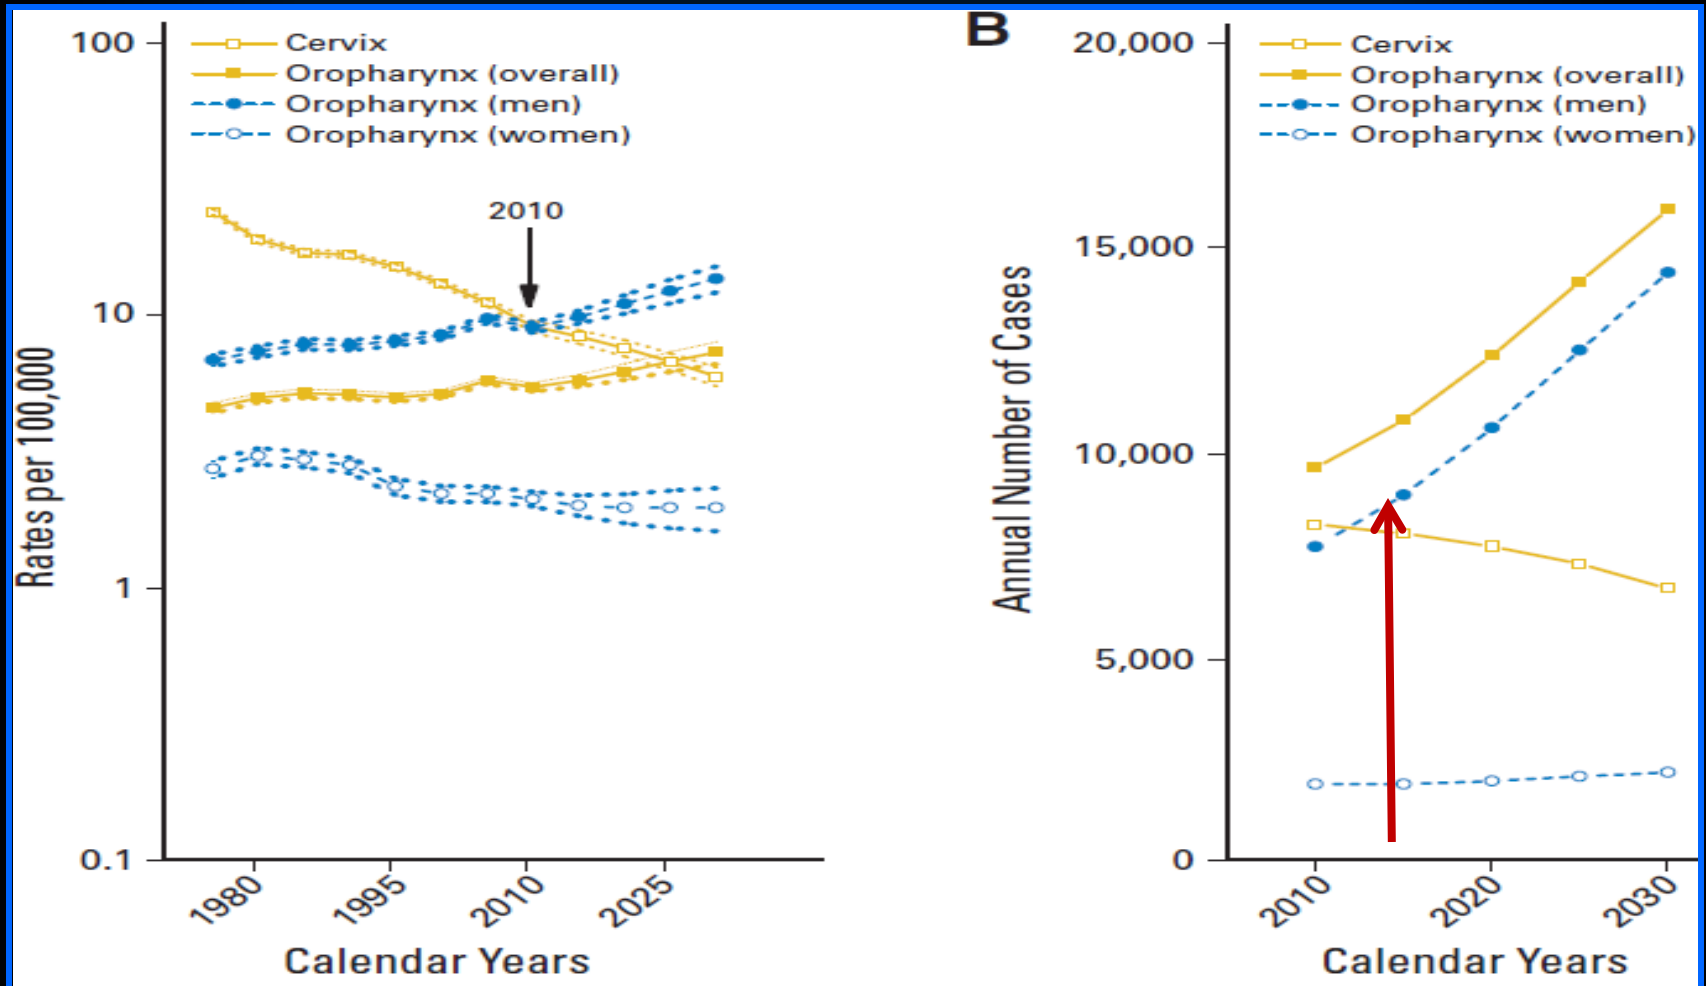 100
10
1
0.1
Rates per 100,000
Cervix
Oropharynx (overall)
Oropharynx (men)
Oropharynx (women)
2010
1980
1995
2010
2025
Calendar Years
B
20,000
15,000
10,000
5,000
0
Annual Number of Cases
Cervix
Oropharynx (overall)
Oropharynx (men)
Oropharynx (women)
2010
2020
2030
Calendar Years